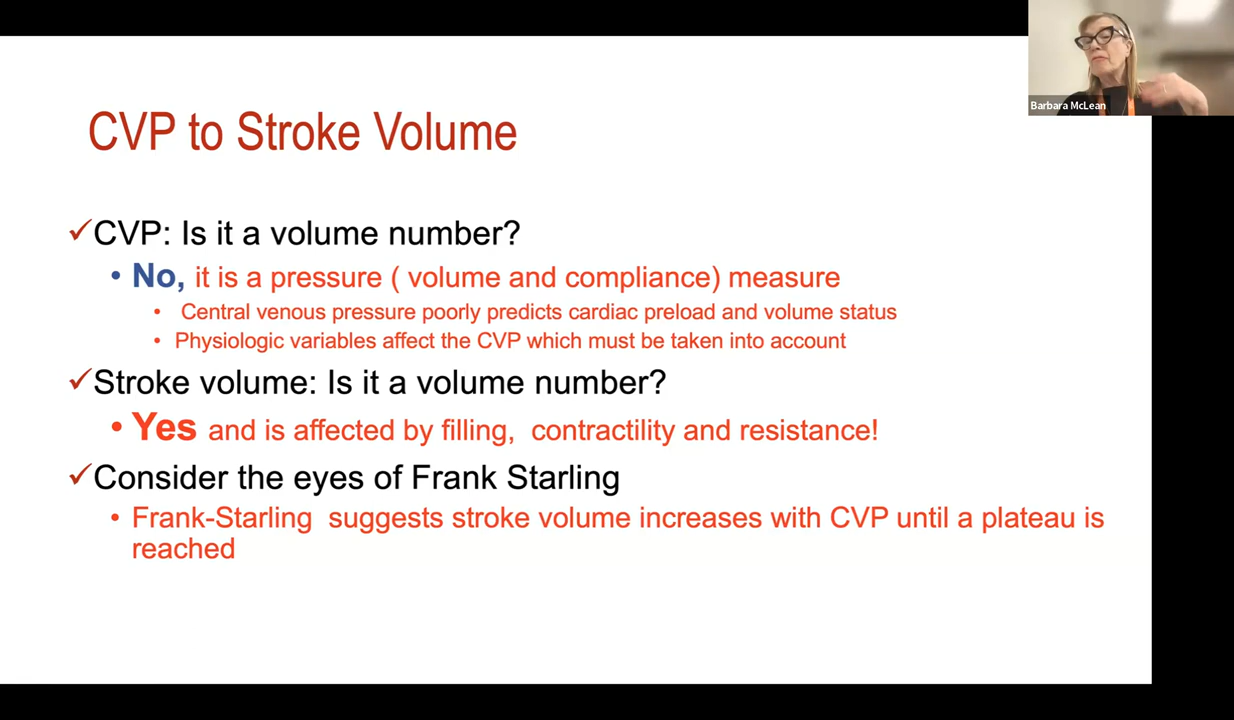 Barbara McLean
CVP to Stroke Volume
✓CVP: Is it a volume number?
• No, it is a pressure ( volume and compliance) measure
• Central venous pressure poorly predicts cardiac preload and volume status
• Physiologic variables affect the CVP which must be taken into account
✓Stroke volume: Is it a volume number?
• Yes and is affected by filling, contractility and resistance!
✓Consider the eyes of Frank Starling
• Frank-Starling suggests stroke volume increases with CVP until a plateau is
reached